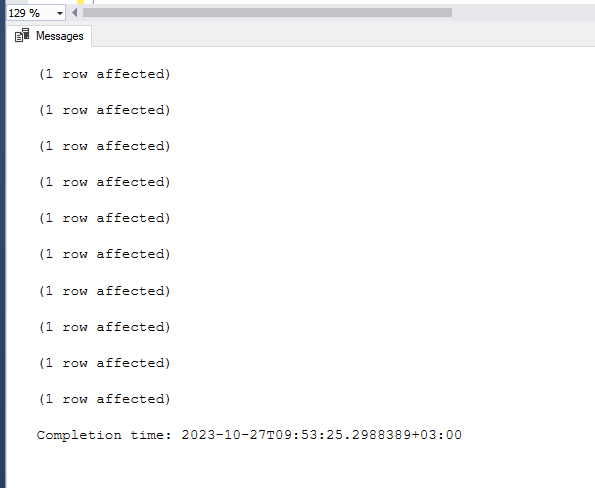 129 %
Messages
(1 row affected)
(1 row affected)
(1 row affected)
(1 row affected)
(1 row affected)
(1 row affected)
(1 row affected)
(1 row affected)
(1 row affected)
(1 row affected)
Completion time: 2023-10-27T09:53:25.2988389+03:00